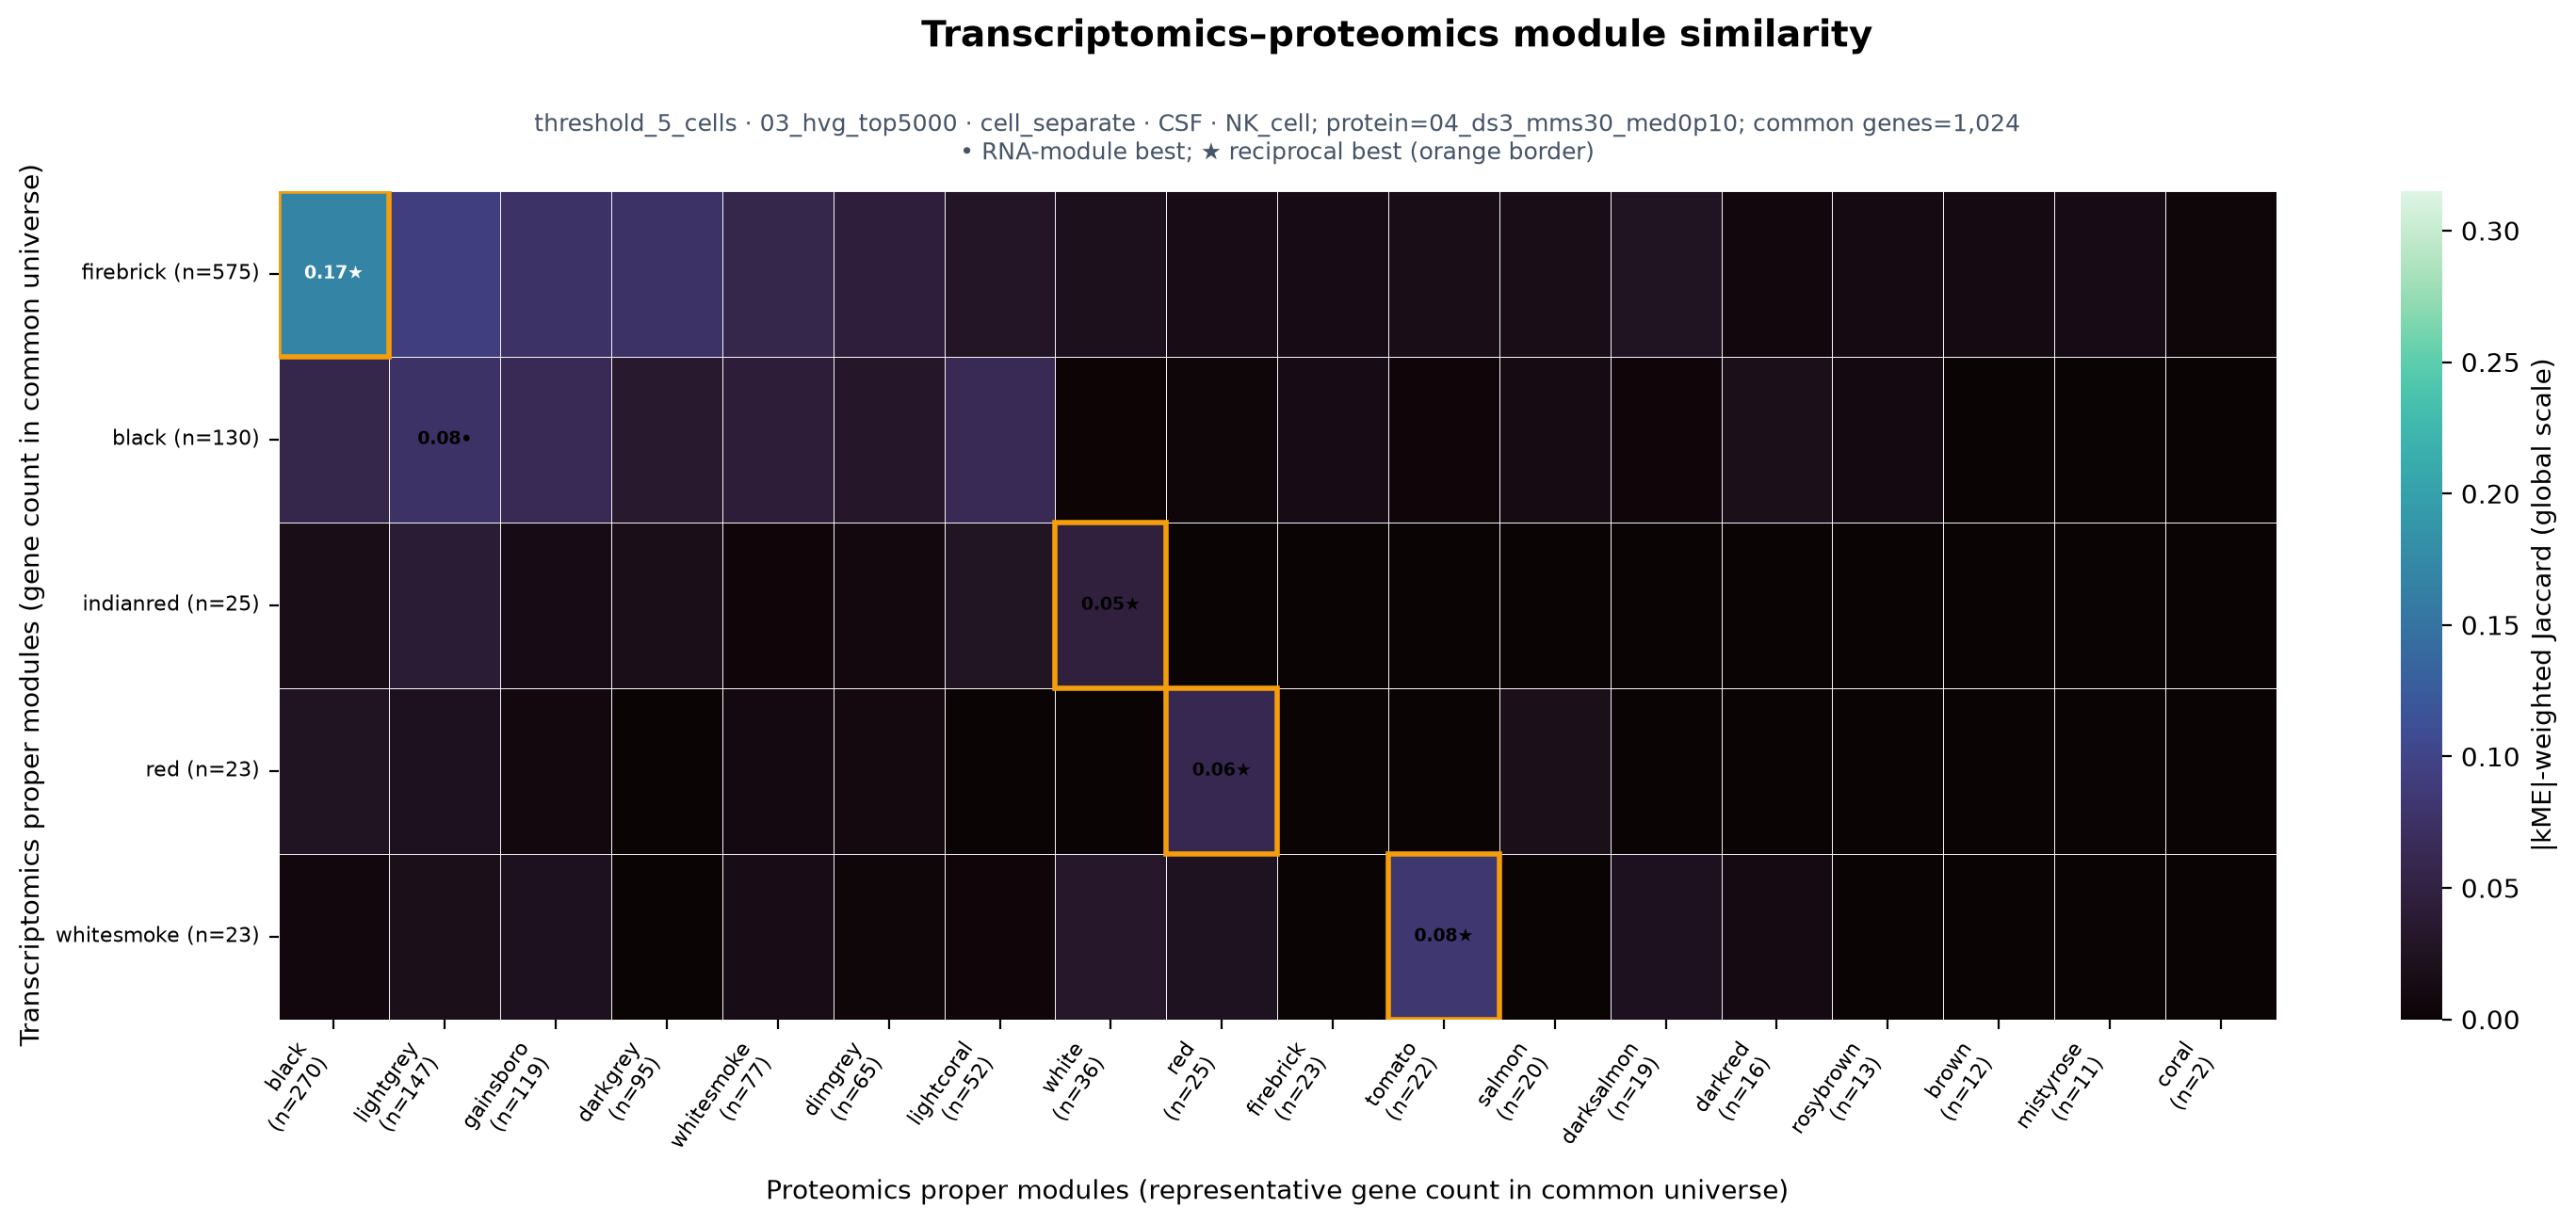 Transcriptomics–proteomics module similarity
threshold_5_cells · 03_hvg_top5000 · cell_separate · CSF · NK_cell; protein=04_ds3_mms30_med0p10; common genes=1,024
• RNA-module best; ★ reciprocal best (orange border)
Transcriptomics proper modules (gene count in common universe)
firebrick (n=575)
black (n=130)
indianred (n=25)
red (n=23)
whitesmoke (n=23)
0.17★
0.08•
0.05★
0.06★
0.08★
black
(n=270)
lightgrey
(n=147)
gainsboro
(n=119)
darkgrey
(n=95)
whitesmoke
(n=77)
dimgrey
(n=65)
lightcoral
(n=52)
white
(n=36)
red
(n=25)
firebrick
(n=23)
tomato
(n=22)
salmon
(n=20)
darksalmon
(n=19)
darkred
(n=16)
rosybrown
(n=13)
brown
(n=12)
mistyrose
(n=11)
coral
(n=2)
Proteomics proper modules (representative gene count in common universe)
0.30
0.25
0.20
0.15
0.10
0.05
0.00
|kME|-weighted Jaccard (global scale)